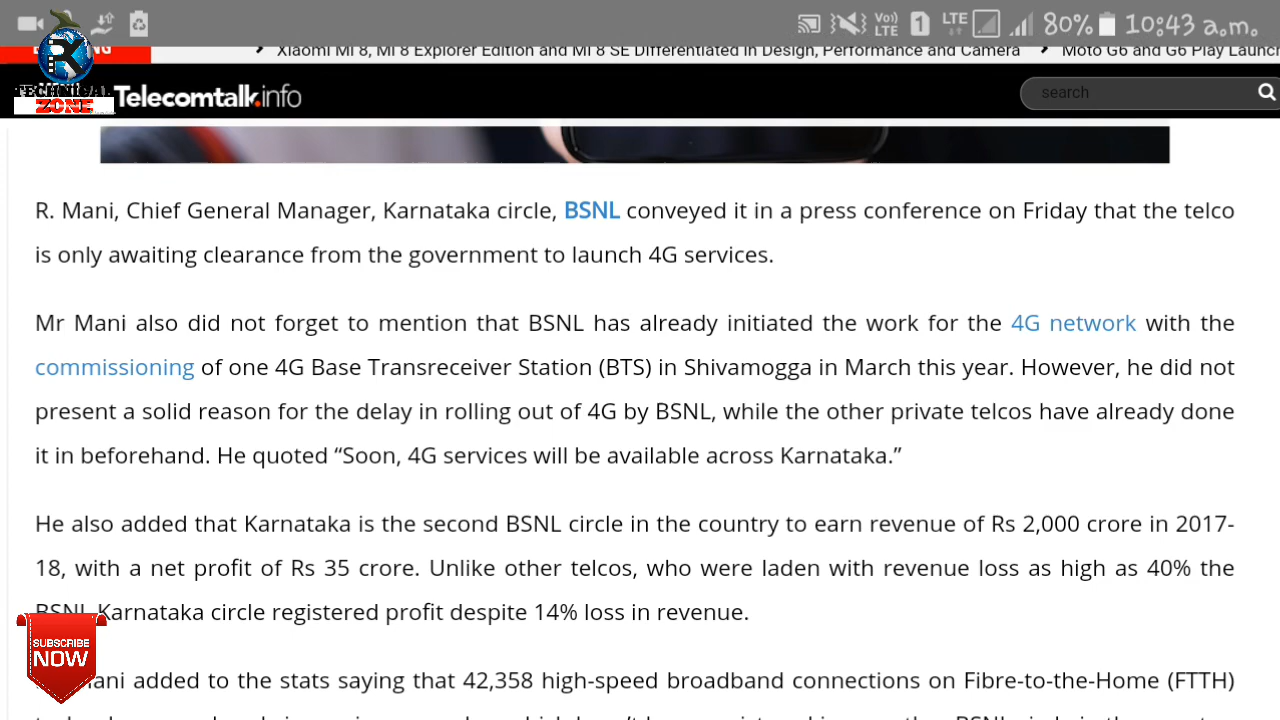 Vo)) LTE 1 LTE 80% 10:43 a.m.
Xiaomi Mi 8, Mi 8 Explorer Edition and Mi 8 SE Differentiated in Design, Performance and Camera Moto G6 and G6 Play Launch
TECHNICAL
ZONE
Telecomtalk.info
search
R. Mani, Chief General Manager, Karnataka circle, BSNL conveyed it in a press conference on Friday that the telco
is only awaiting clearance from the government to launch 4G services.
Mr Mani also did not forget to mention that BSNL has already initiated the work for the 4G network with the
commissioning of one 4G Base Transreceiver Station (BTS) in Shivamogga in March this year. However, he did not
present a solid reason for the delay in rolling out of 4G by BSNL, while the other private telcos have already done
it in beforehand. He quoted “Soon, 4G services will be available across Karnataka.”
He also added that Karnataka is the second BSNL circle in the country to earn revenue of Rs 2,000 crore in 2017-
18, with a net profit of Rs 35 crore. Unlike other telcos, who were laden with revenue loss as high as 40% the
BSNL Karnataka circle registered profit despite 14% loss in revenue.
SUBSCRIBE
NOW
ani added to the stats saying that 42,358 high-speed broadband connections on Fibre-to-the-Home (FTTH)